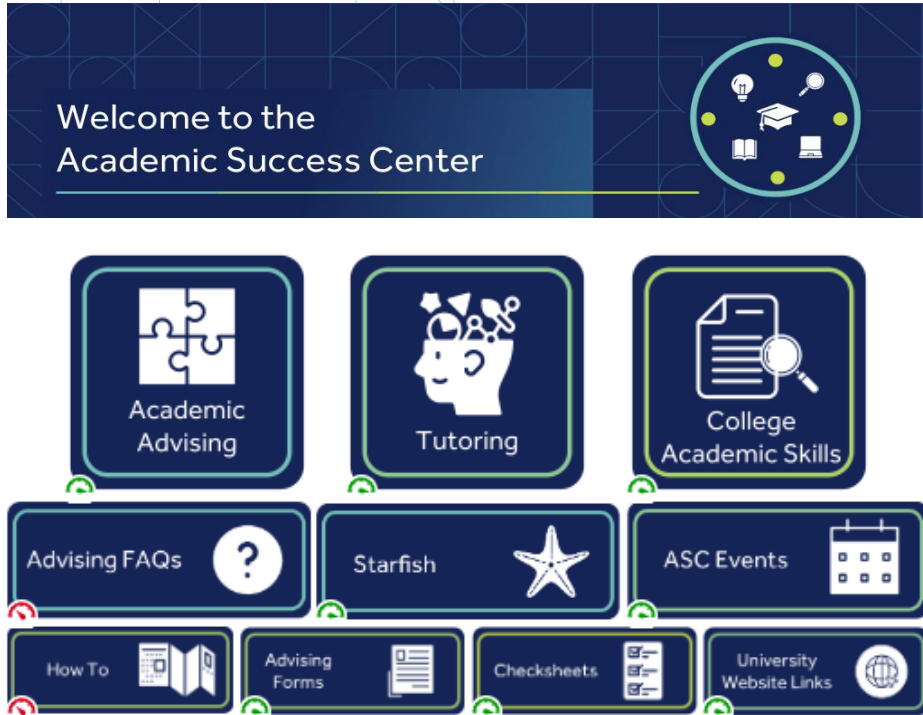 Welcome to the
Academic Success Center
Academic
Advising
Tutoring
College
Academic Skills
Advising FAQs
?
Starfish
ASC Events
How To
Advising
Forms
Checksheets
University
Website Links